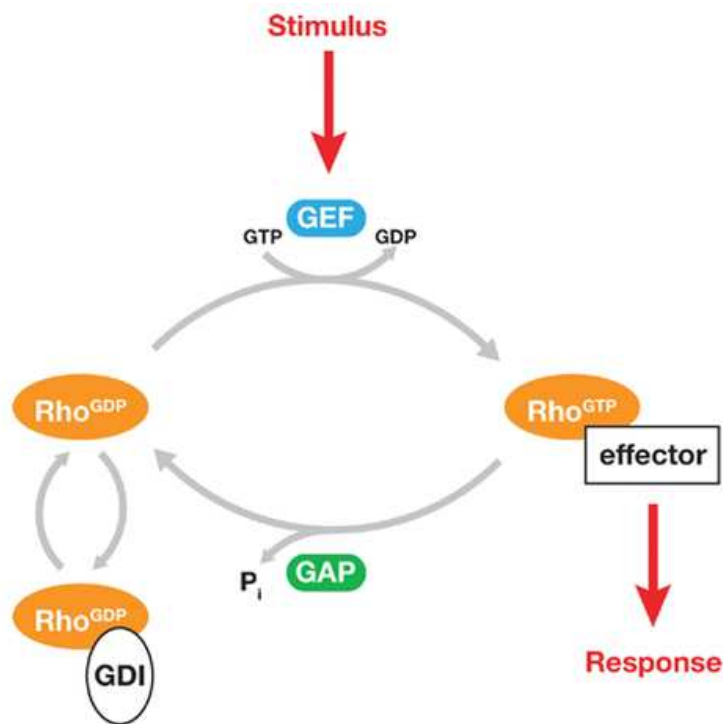 Stimulus
GEF
GTP
GDP
Rho^GDP
Rho^GTP
effector
P_i
GAP
Rho^GDP
GDI
Response